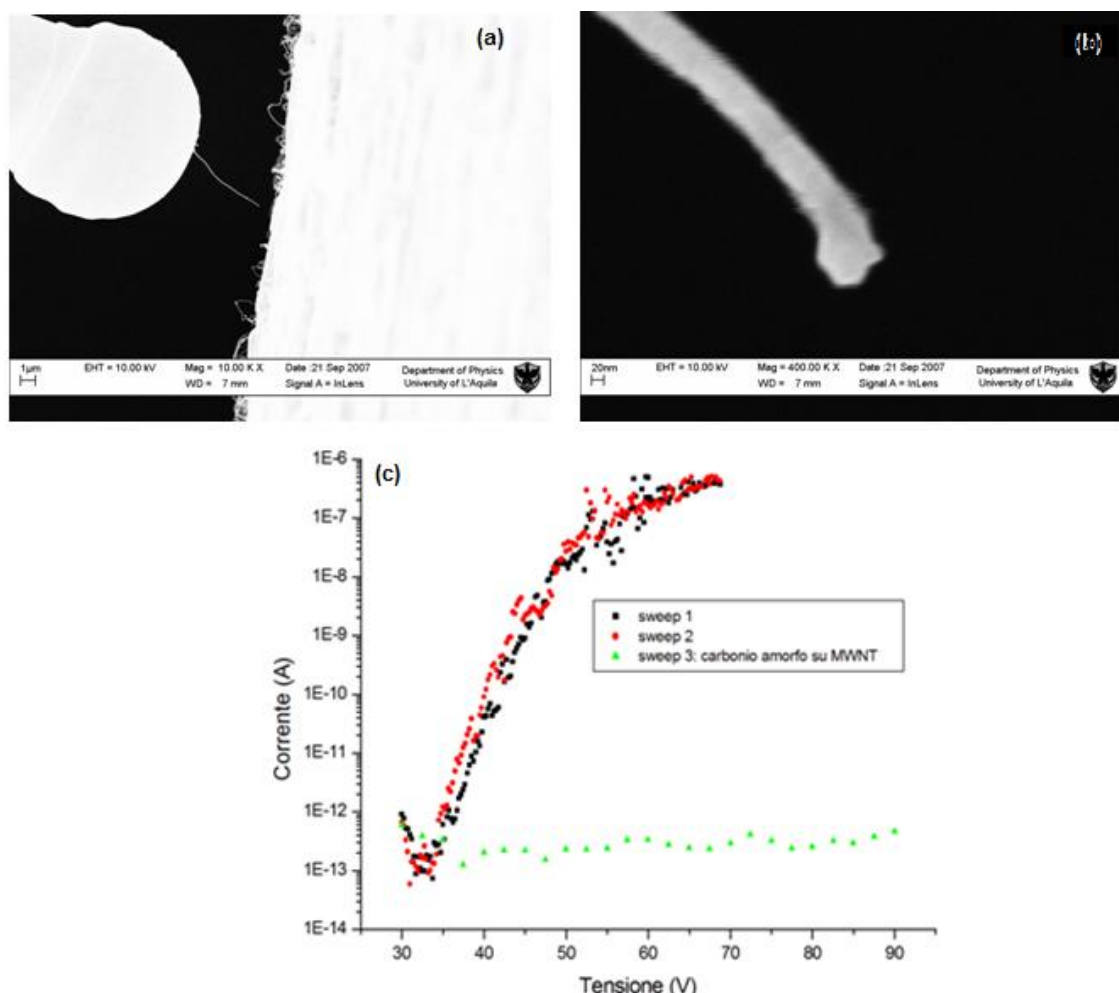 (a)
1µm
EHT = 10.00 kV
Mag = 10.00 K X
Date :21 Sep 2007
WD = 7 mm
Signal A = InLens
Department of Physics
University of L'Aquila
(b)
20nm
EHT = 10.00 kV
Mag = 400.00 K X
Date :21 Sep 2007
WD = 7 mm
Signal A = InLens
Department of Physics
University of L'Aquila
(c)
Corrente (A)
1E-6
1E-7
1E-8
1E-9
1E-10
1E-11
1E-12
1E-13
1E-14
sweep 1
sweep 2
sweep 3: carbonio amorfo su MWNT
30 40 50 60 70 80 90
Tensione (V)